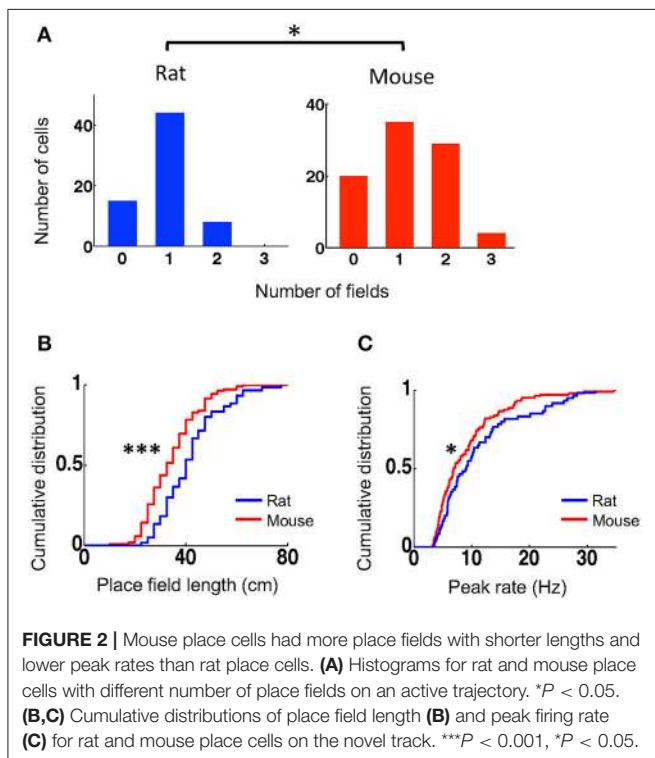 A
*
Rat
Mouse
Number of cells
40
20
0
0 1 2 3
40
20
0
0 1 2 3
Number of fields
B
C
Cumulative distribution
1
0.5
0
***
Rat
Mouse
0 40 80
Place field length (cm)
Cumulative distribution
1
0.5
0
*
Rat
Mouse
0 10 20 30
Peak rate (Hz)
FIGURE 2 | Mouse place cells had more place fields with shorter lengths and
lower peak rates than rat place cells. (A) Histograms for rat and mouse place
cells with different number of place fields on an active trajectory. *P < 0.05.
(B,C) Cumulative distributions of place field length (B) and peak firing rate
(C) for rat and mouse place cells on the novel track. ***P < 0.001, *P < 0.05.